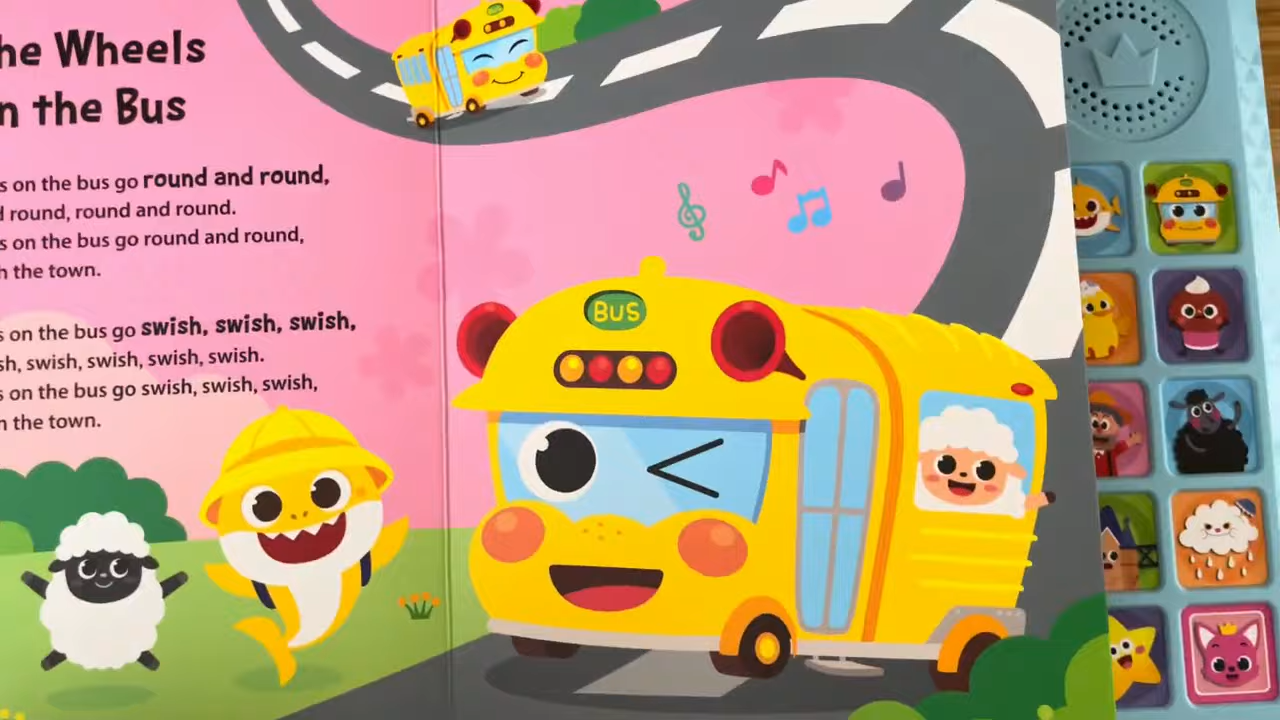 he Wheels
n the Bus
s on the bus go round and round,
d round, round and round.
s on the bus go round and round,
h the town.
s on the bus go swish, swish, swish,
sh, swish, swish, swish, swish.
s on the bus go swish, swish, swish,
n the town.
BUS